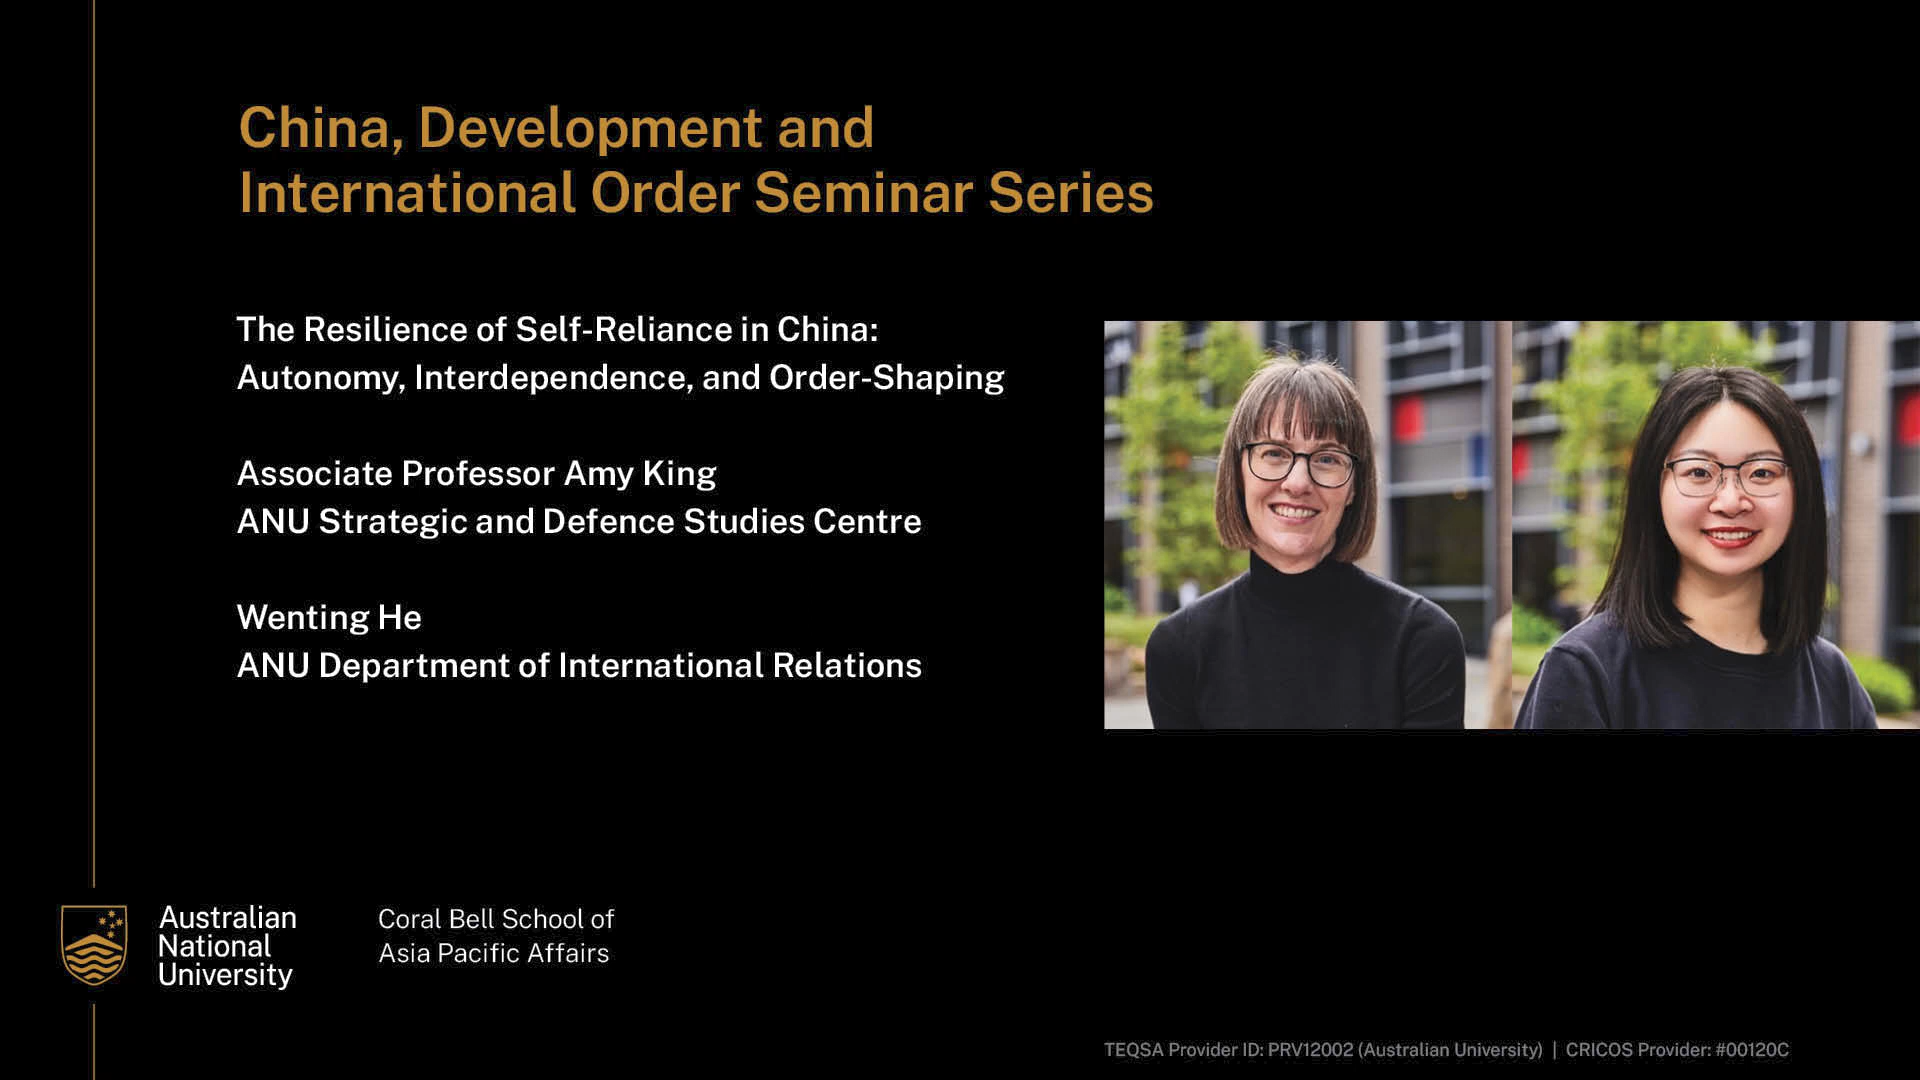 China, Development and
International Order Seminar Series
The Resilience of Self-Reliance in China:
Autonomy, Interdependence, and Order-Shaping
Associate Professor Amy King
ANU Strategic and Defence Studies Centre
Wenting He
ANU Department of International Relations
Australian
National
University
Coral Bell School of
Asia Pacific Affairs
TEQSA Provider ID: PRV12002 (Australian University) | CRICOS Provider: #00120C